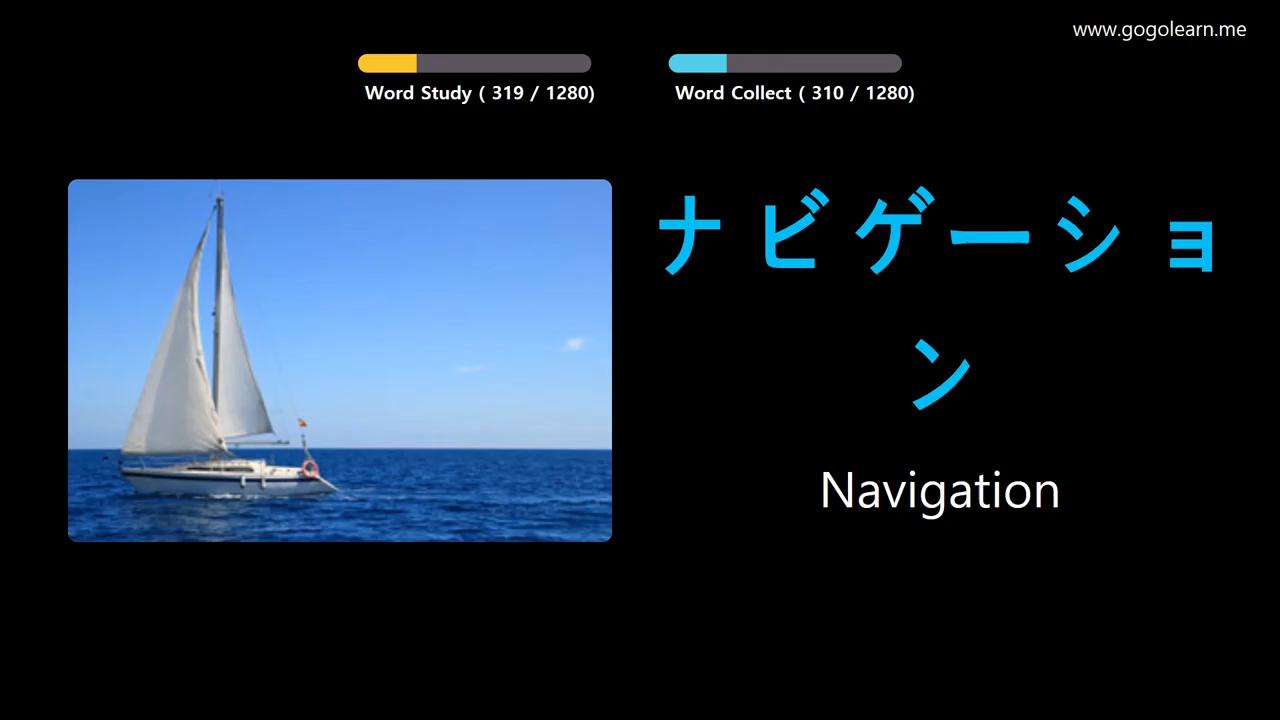 www.gogolearn.me
Word Study ( 319 / 1280)
Word Collect ( 310 / 1280)
ナビゲーショ
ン
Navigation